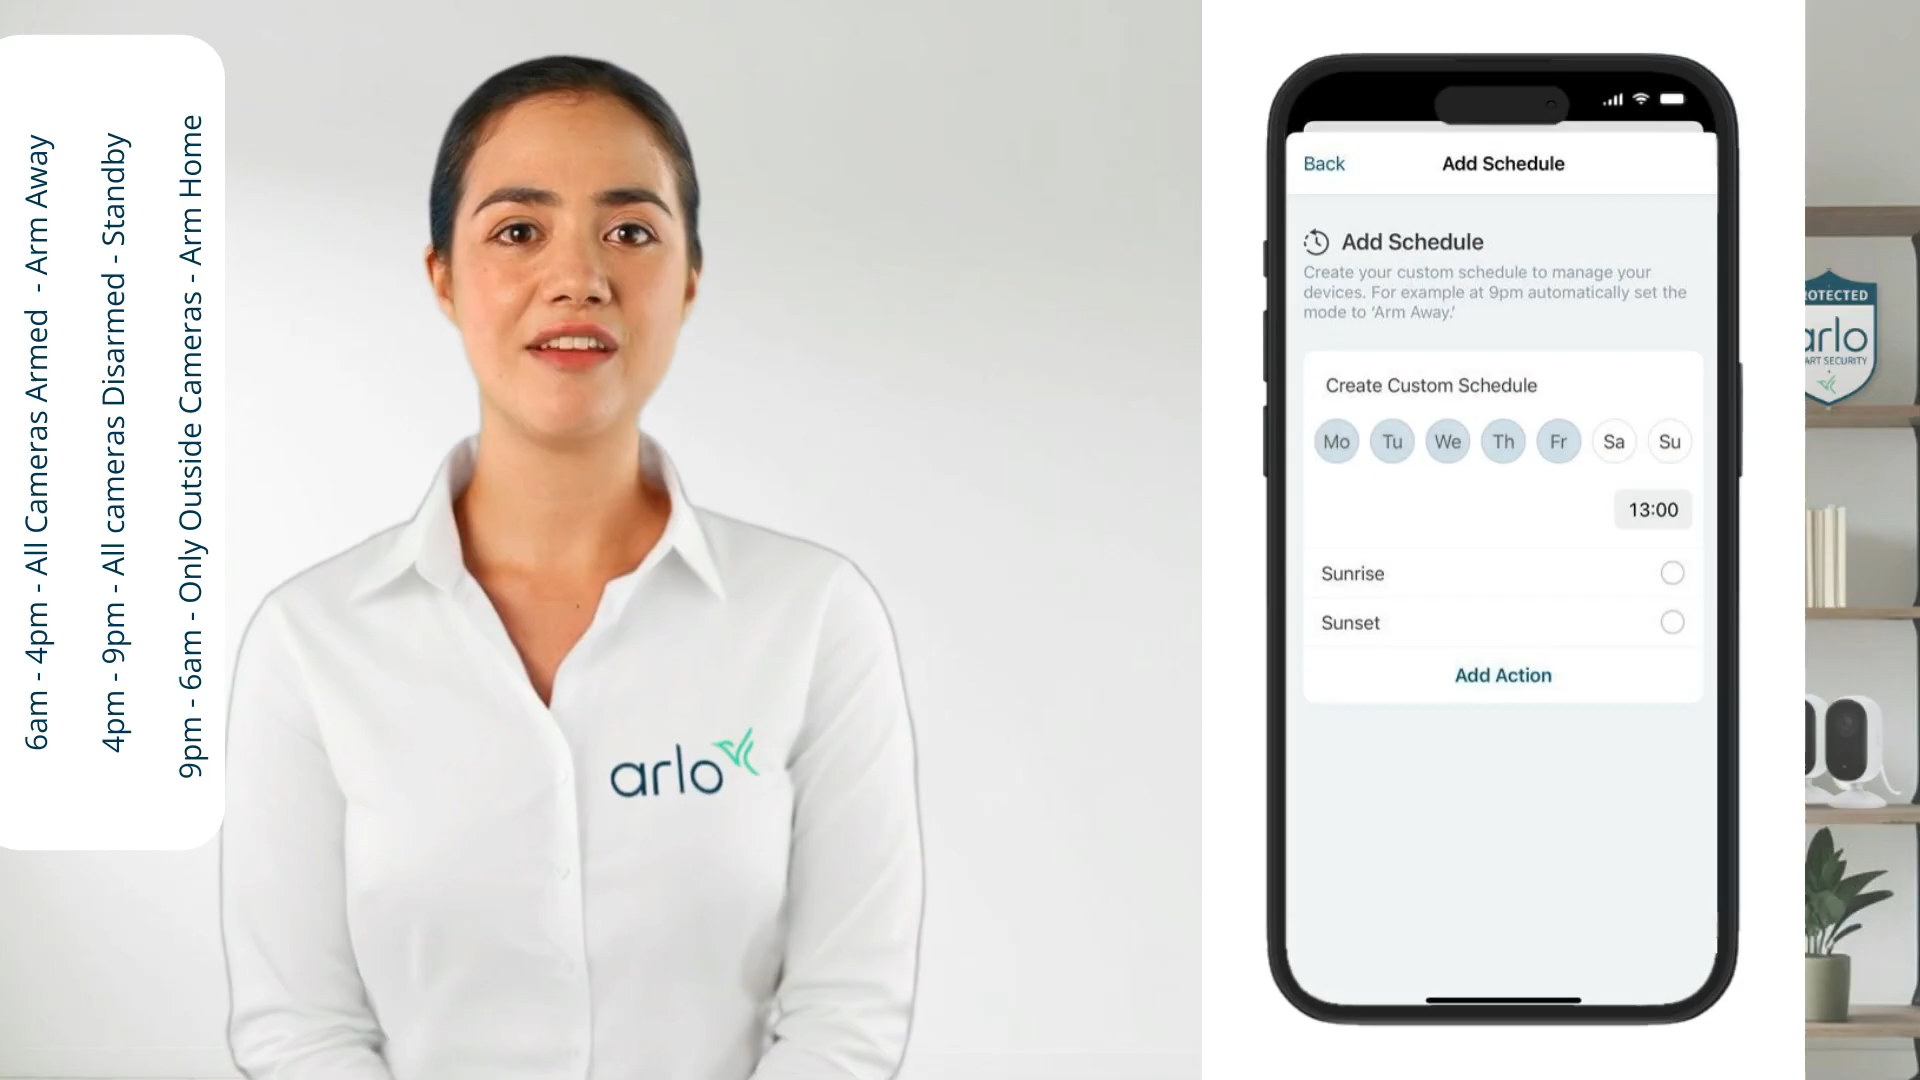 6am - 4pm - All Cameras Armed - Arm Away
4pm - 9pm - All cameras Disarmed - Standby
9pm - 6am - Only Outside Cameras - Arm Home
arlo
Back
Add Schedule
Add Schedule
Create your custom schedule to manage your
devices. For example at 9pm automatically set the
mode to ‘Arm Away.’
Create Custom Schedule
Mo Tu We Th Fr Sa Su
13:00
Sunrise
Sunset
Add Action
OTECTED
arlo
ART SECURITY